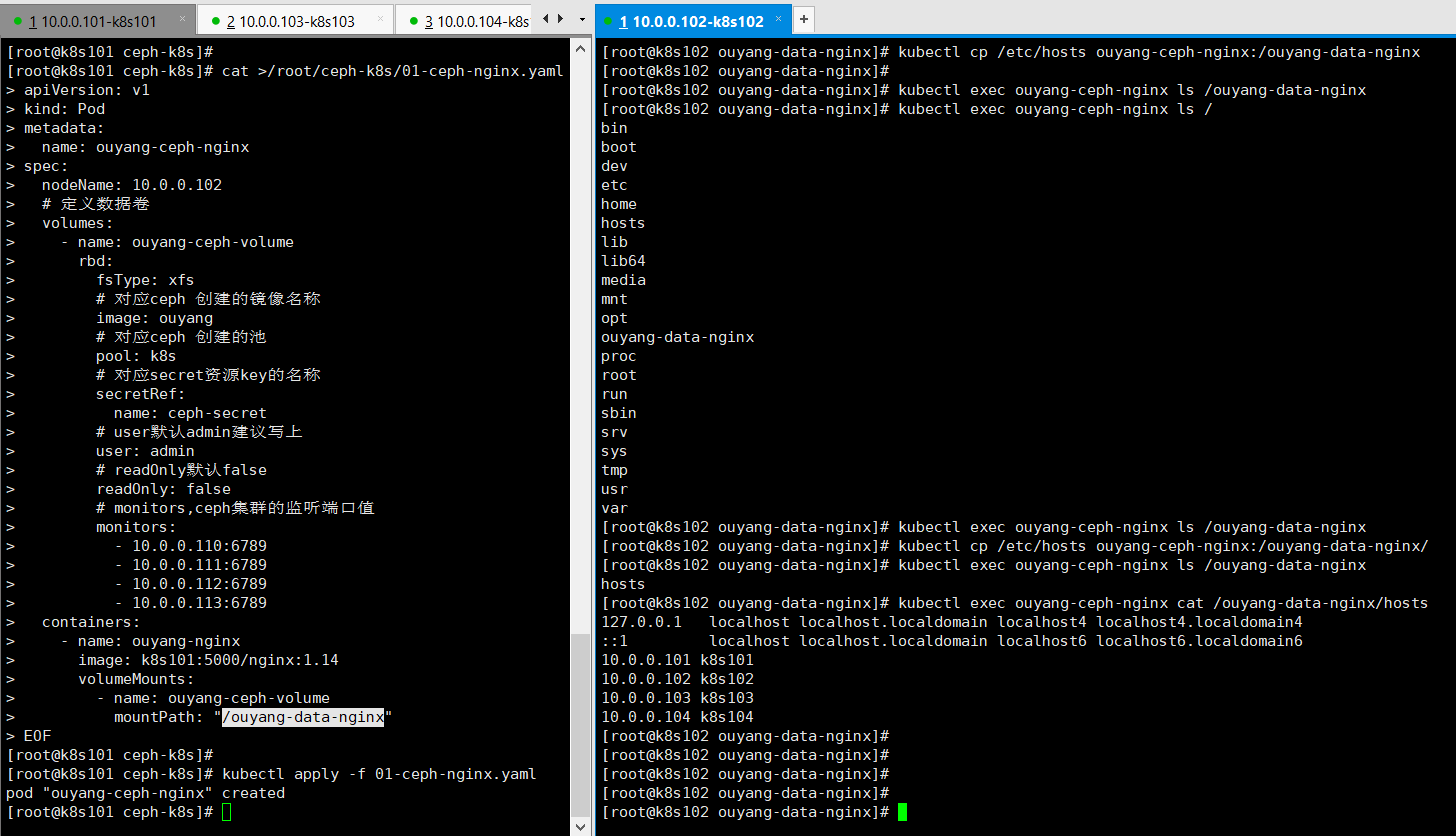 1 10.0.0.101-k8s101 ×
2 10.0.0.103-k8s103 ×
3 10.0.0.104-k8s
[root@k8s101 ceph-k8s]#
[root@k8s101 ceph-k8s]# cat >/root/ceph-k8s/01-ceph-nginx.yaml
> apiVersion: v1
> kind: Pod
> metadata:
>   name: ouyang-ceph-nginx
> spec:
>   nodeName: 10.0.0.102
>   # 定义数据卷
>   volumes:
>     - name: ouyang-ceph-volume
>       rbd:
>         fsType: xfs
>         # 对应ceph 创建的镜像名称
>         image: ouyang
>         # 对应ceph 创建的池
>         pool: k8s
>         # 对应secret资源key的名称
>         secretRef:
>           name: ceph-secret
>         # user默认admin建议写上
>         user: admin
>         # readOnly默认false
>         readOnly: false
>         # monitors,ceph集群的监听端口值
>         monitors:
>           - 10.0.0.110:6789
>           - 10.0.0.111:6789
>           - 10.0.0.112:6789
>           - 10.0.0.113:6789
>   containers:
>     - name: ouyang-nginx
>       image: k8s101:5000/nginx:1.14
>       volumeMounts:
>         - name: ouyang-ceph-volume
>           mountPath: "/ouyang-data-nginx"
> EOF
[root@k8s101 ceph-k8s]#
[root@k8s101 ceph-k8s]# kubectl apply -f 01-ceph-nginx.yaml
pod "ouyang-ceph-nginx" created
[root@k8s101 ceph-k8s]#
1 10.0.0.102-k8s102 × +
[root@k8s102 ouyang-data-nginx]# kubectl cp /etc/hosts ouyang-ceph-nginx:/ouyang-data-nginx
[root@k8s102 ouyang-data-nginx]#
[root@k8s102 ouyang-data-nginx]# kubectl exec ouyang-ceph-nginx ls /ouyang-data-nginx
[root@k8s102 ouyang-data-nginx]# kubectl exec ouyang-ceph-nginx ls /
bin
boot
dev
etc
home
hosts
lib
lib64
media
mnt
opt
ouyang-data-nginx
proc
root
run
sbin
srv
sys
tmp
usr
var
[root@k8s102 ouyang-data-nginx]# kubectl exec ouyang-ceph-nginx ls /ouyang-data-nginx
[root@k8s102 ouyang-data-nginx]# kubectl cp /etc/hosts ouyang-ceph-nginx:/ouyang-data-nginx/
[root@k8s102 ouyang-data-nginx]# kubectl exec ouyang-ceph-nginx ls /ouyang-data-nginx
hosts
[root@k8s102 ouyang-data-nginx]# kubectl exec ouyang-ceph-nginx cat /ouyang-data-nginx/hosts
127.0.0.1   localhost localhost.localdomain localhost4 localhost4.localdomain4
::1         localhost localhost.localdomain localhost6 localhost6.localdomain6
10.0.0.101 k8s101
10.0.0.102 k8s102
10.0.0.103 k8s103
10.0.0.104 k8s104
[root@k8s102 ouyang-data-nginx]#
[root@k8s102 ouyang-data-nginx]#
[root@k8s102 ouyang-data-nginx]#
[root@k8s102 ouyang-data-nginx]#
[root@k8s102 ouyang-data-nginx]#